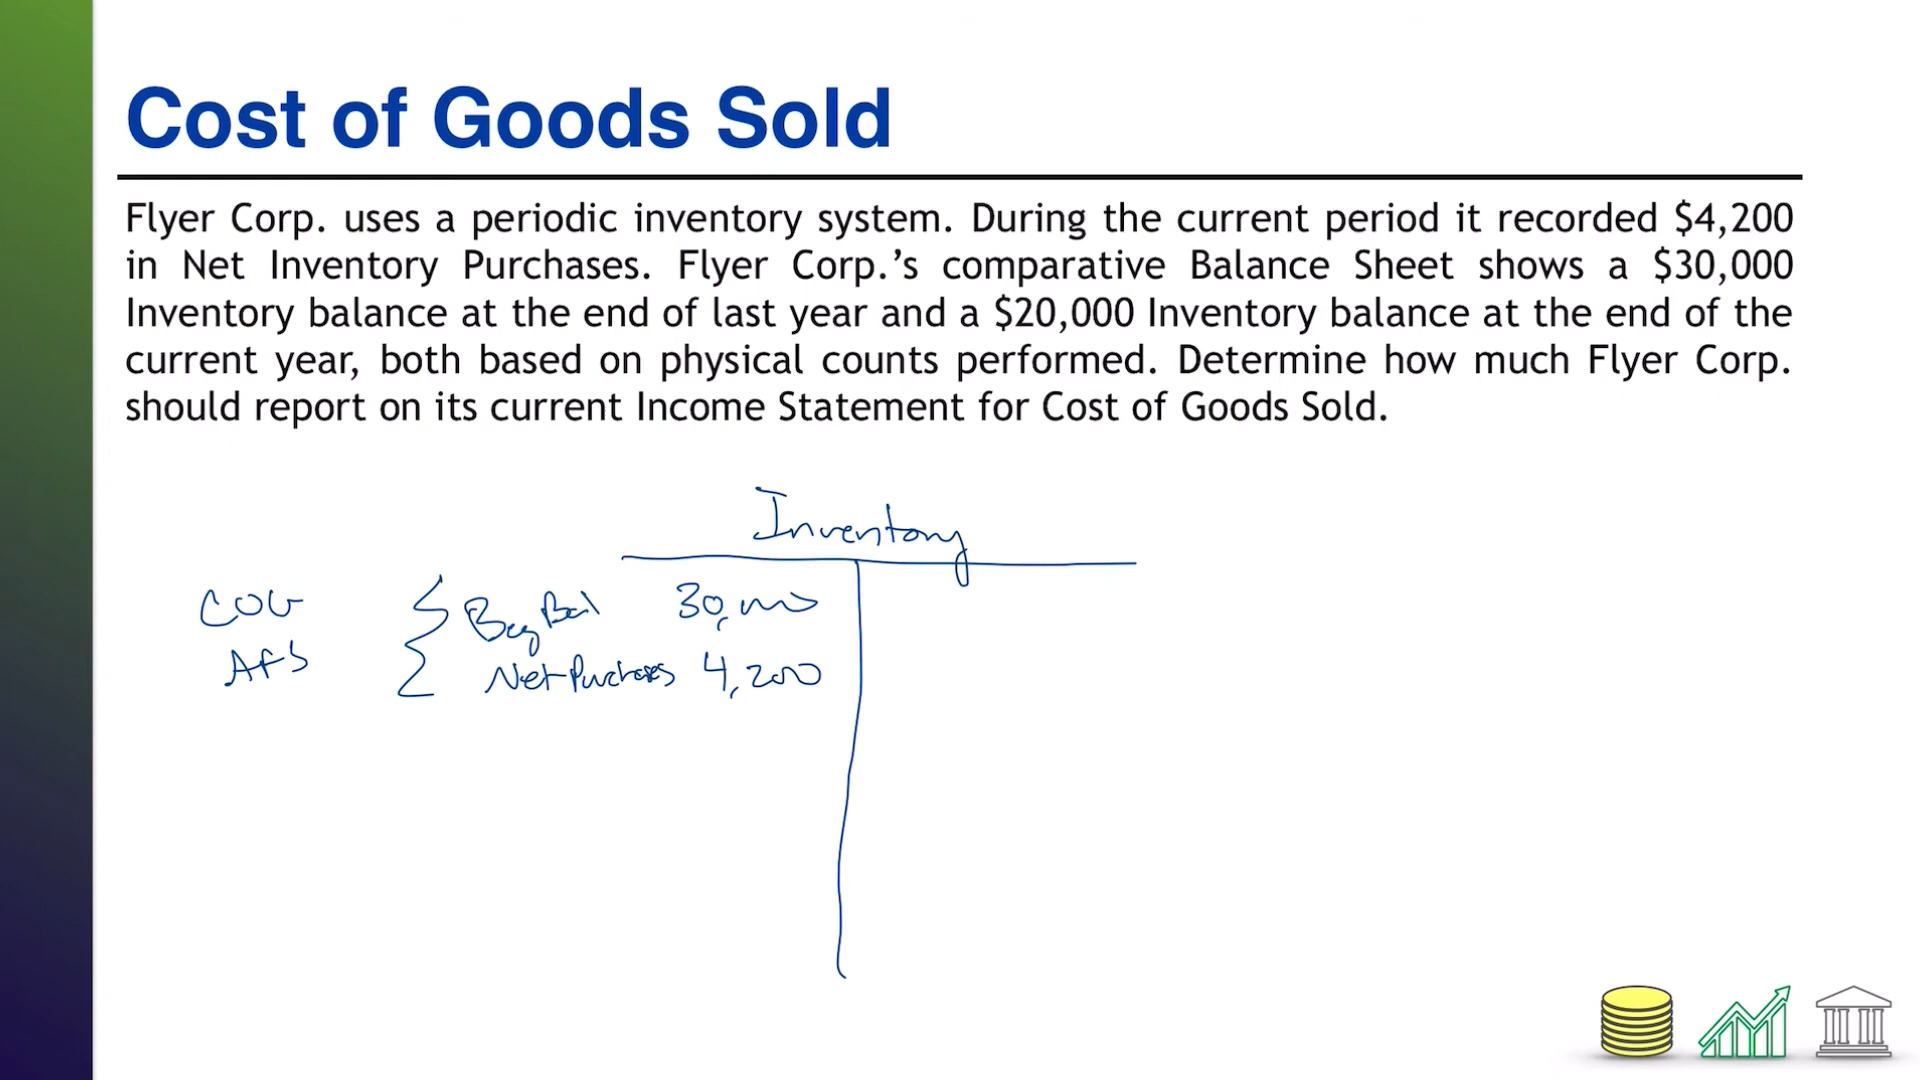 Cost of Goods Sold
Flyer Corp. uses a periodic inventory system. During the current period it recorded $4,200
in Net Inventory Purchases. Flyer Corp.’s comparative Balance Sheet shows a $30,000
Inventory balance at the end of last year and a $20,000 Inventory balance at the end of the
current year, both based on physical counts performed. Determine how much Flyer Corp.
should report on its current Income Statement for Cost of Goods Sold.
Inventory
COG Beg Bal 30,000
AFS Net Purchases 4,200